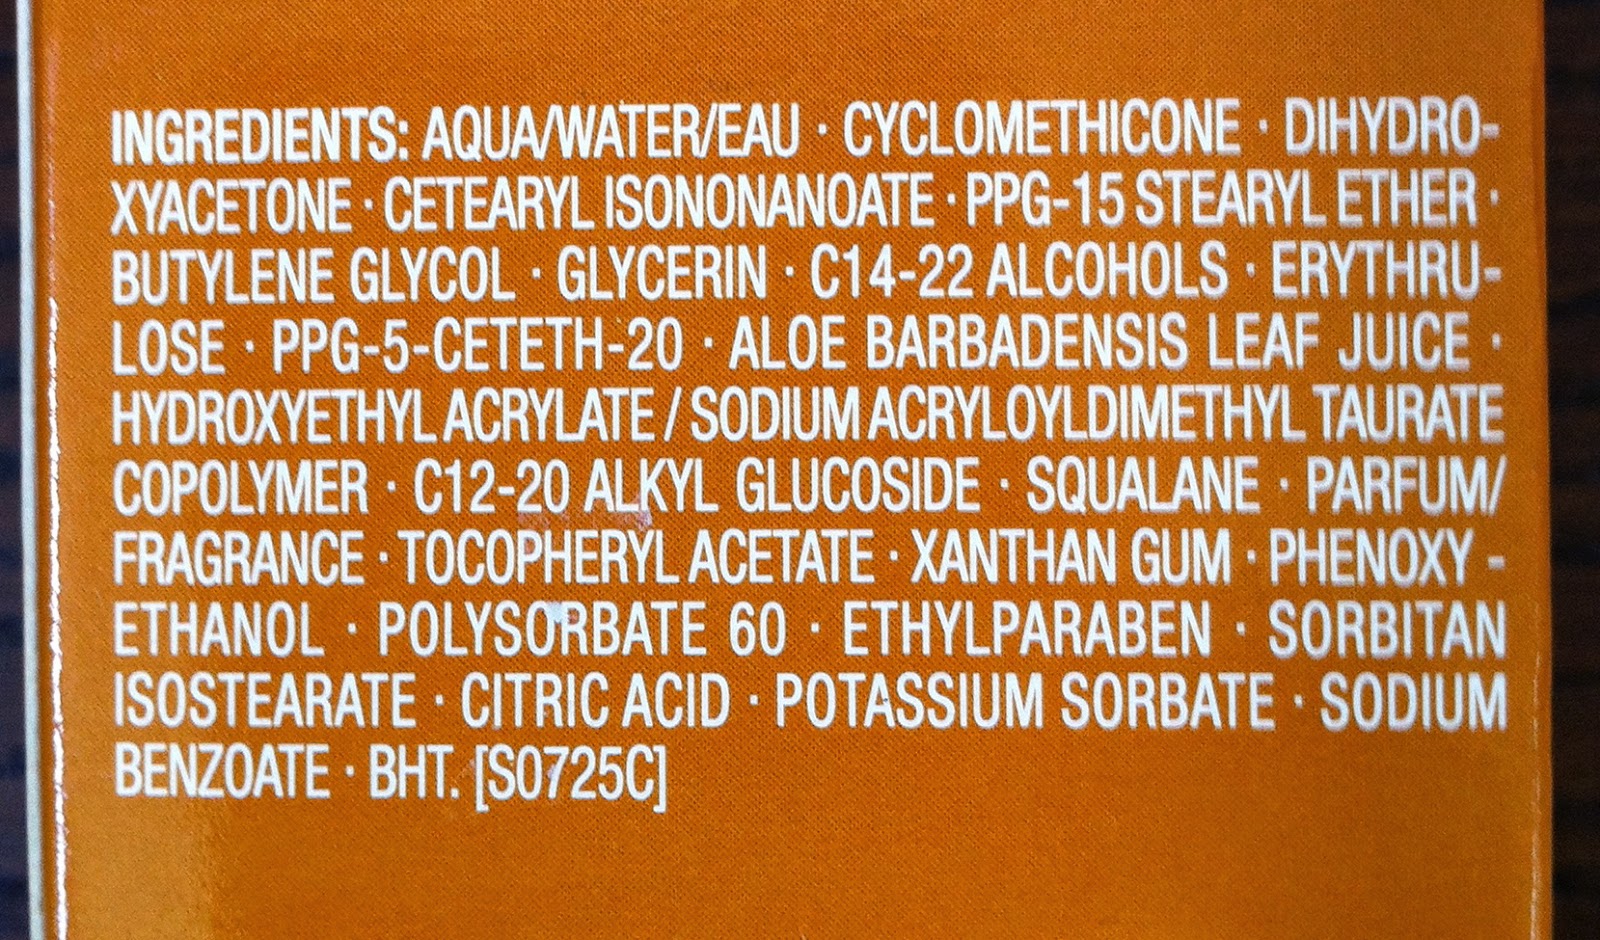 INGREDIENTS: AQUA/WATER/EAU · CYCLOMETHICONE · DIHYDRO-
XYACETONE · CETEARYL ISONONANOATE · PPG-15 STEARYL ETHER ·
BUTYLENE GLYCOL · GLYCERIN · C14-22 ALCOHOLS · ERYTHRU-
LOSE · PPG-5-CETETH-20 · ALOE BARBADENSIS LEAF JUICE ·
HYDROXYETHYL ACRYLATE / SODIUM ACRYLOYLDIMETHYL TAURATE
COPOLYMER · C12-20 ALKYL GLUCOSIDE · SQUALANE · PARFUM/
FRAGRANCE · TOCOPHERYL ACETATE · XANTHAN GUM · PHENOXY -
ETHANOL · POLYSORBATE 60 · ETHYLPARABEN · SORBITAN
ISOSTEARATE · CITRIC ACID · POTASSIUM SORBATE · SODIUM
BENZOATE · BHT. [S0725C]